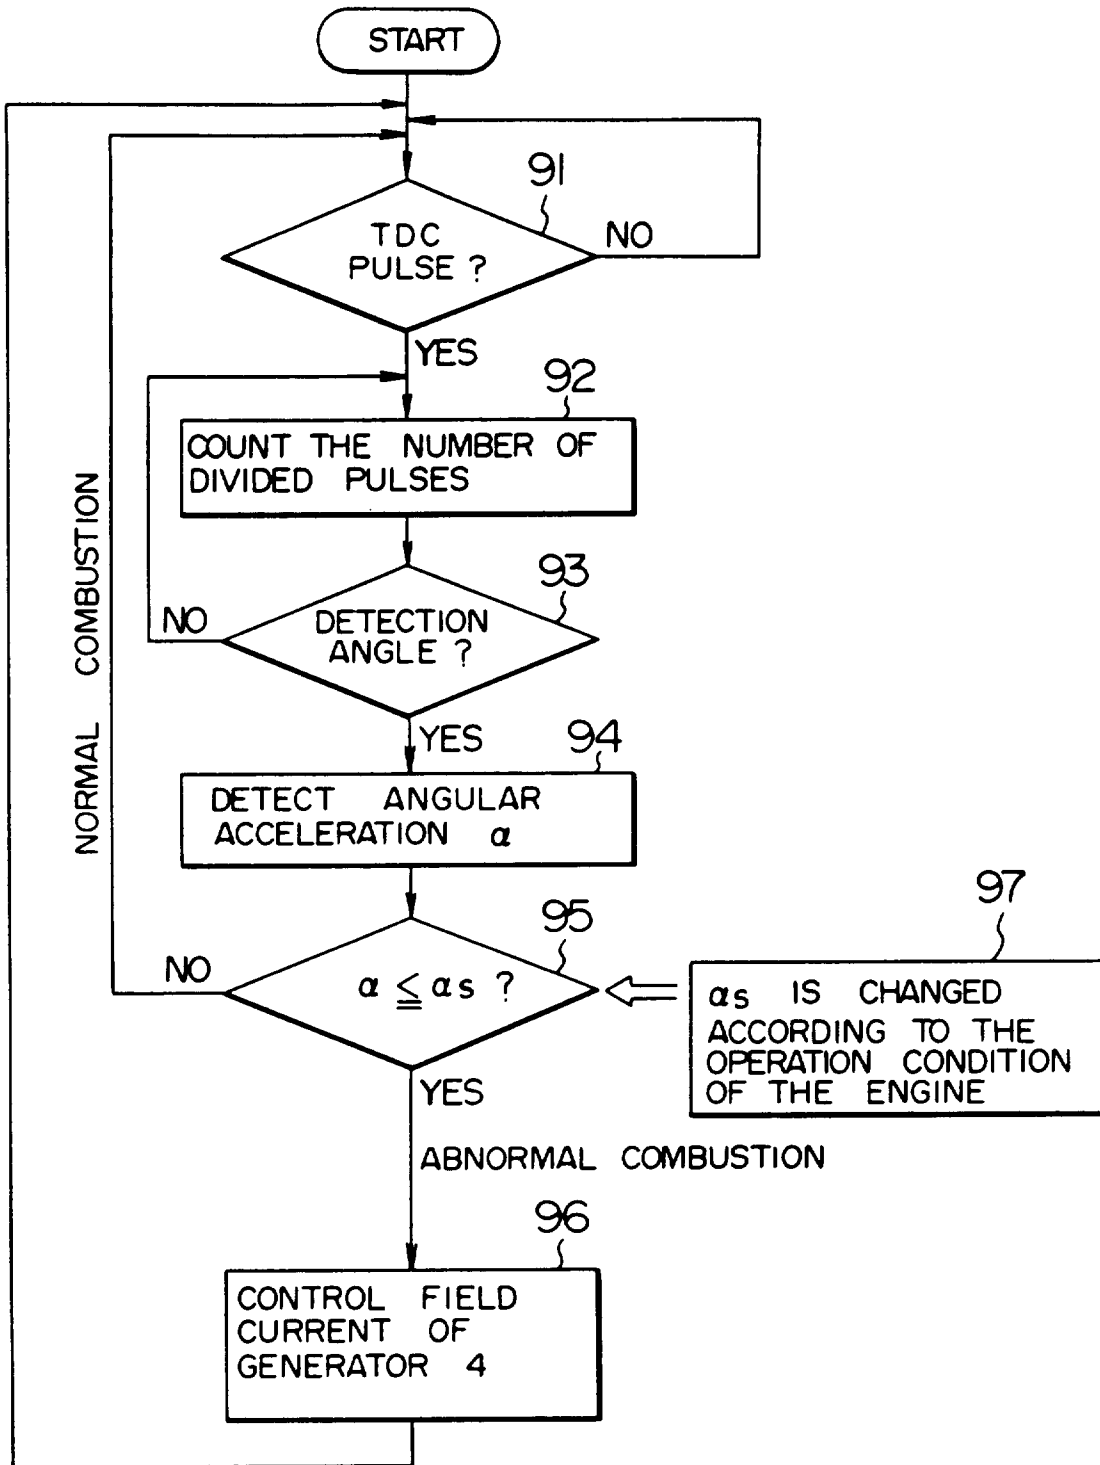 START
91
TDC
PULSE ?
NO
YES
92
COUNT THE NUMBER OF
DIVIDED PULSES
93
NO
DETECTION
ANGLE ?
YES
94
DETECT ANGULAR
ACCELERATION α
NORMAL COMBUSTION
95
NO
α ≦ αs ?
97
αs IS CHANGED
ACCORDING TO THE
OPERATION CONDITION
OF THE ENGINE
YES
ABNORMAL COMBUSTION
96
CONTROL FIELD
CURRENT OF
GENERATOR 4